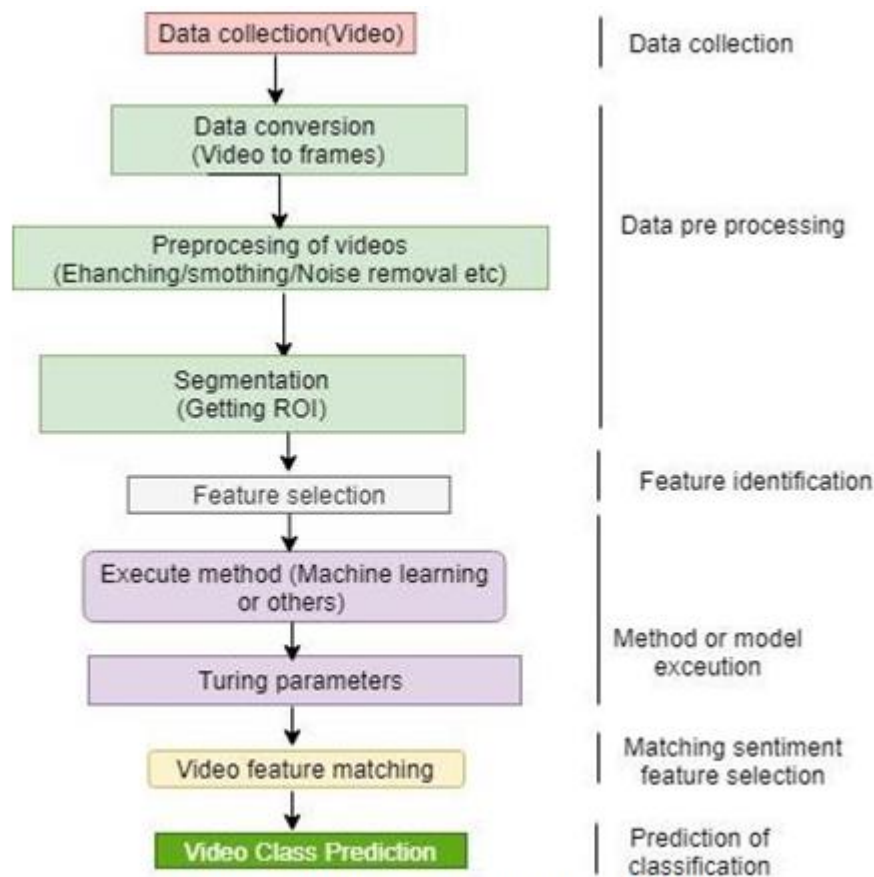 Data collection(Video)
Data collection
Data conversion
(Video to frames)
Preprocesing of videos
(Ehanching/smothing/Noise removal etc)
Data pre processing
Segmentation
(Getting ROI)
Feature selection
Feature identification
Execute method (Machine learning
or others)
Turing parameters
Method or model
exceution
Video feature matching
Matching sentiment
feature selection
Video Class Prediction
Prediction of
classification